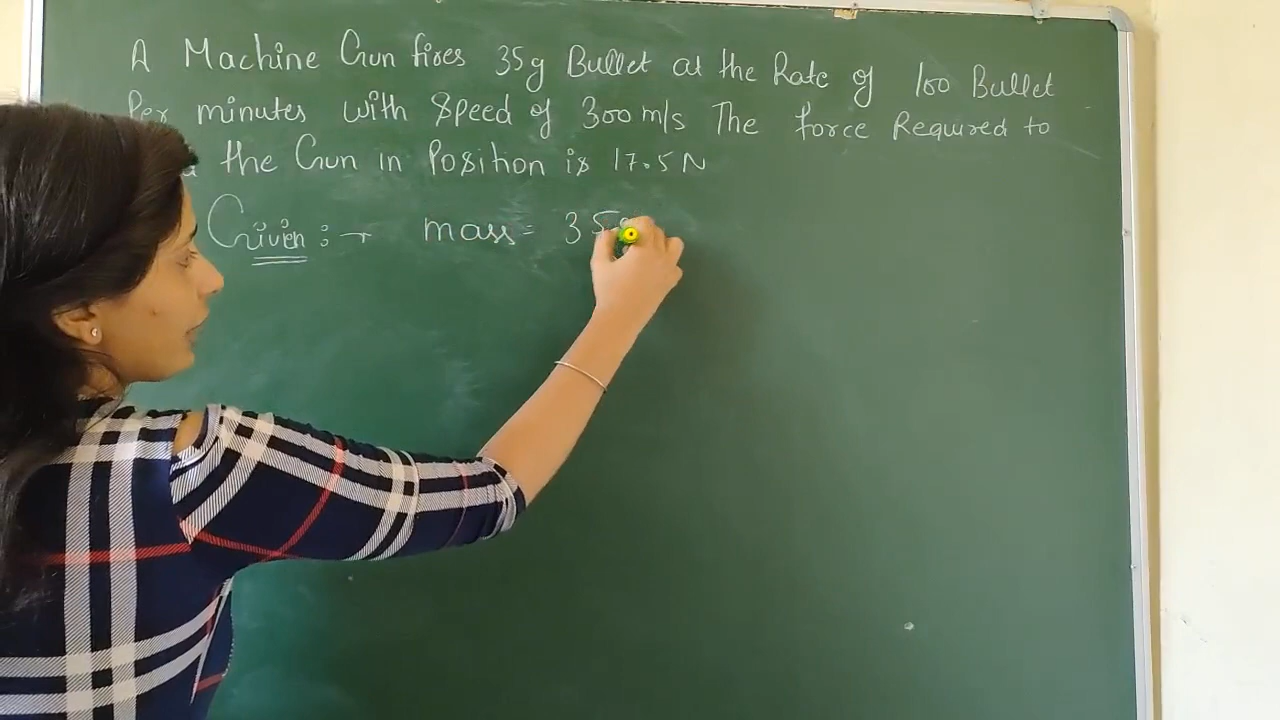 A Machine Gun fires 35g Bullet at the Rate of 100 Bullet
Per minutes with Speed of 300 m/s The force Required to
the Gun in Position is 17.5 N
Given :- → mass = 35